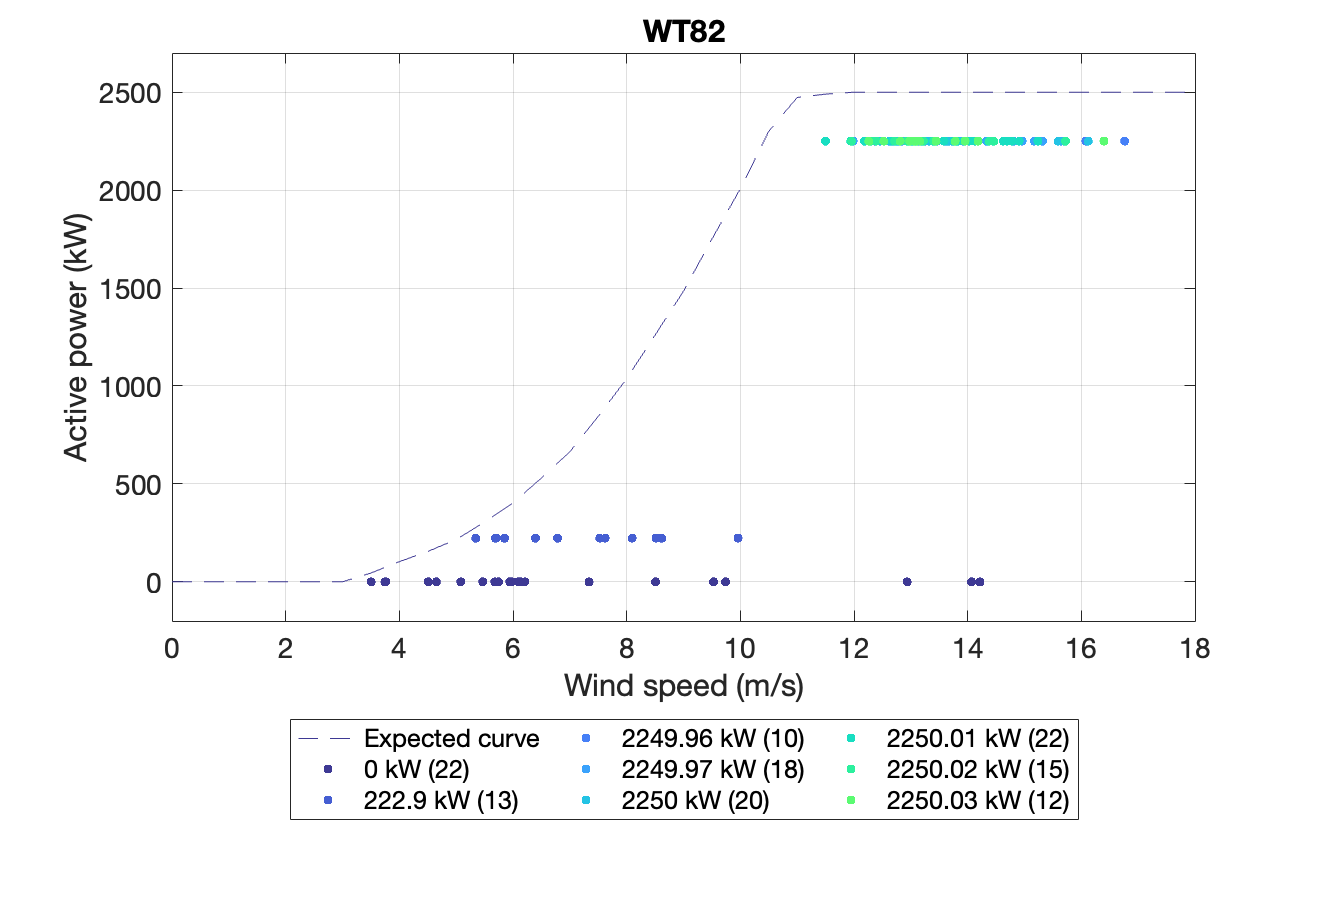 WT82
2500
2000
1500
1000
500
0
Active power (kW)
0 2 4 6 8 10 12 14 16 18
Wind speed (m/s)
Expected curve 2249.96 kW (10) 2250.01 kW (22)
0 kW (22) 2249.97 kW (18) 2250.02 kW (15)
222.9 kW (13) 2250 kW (20) 2250.03 kW (12)